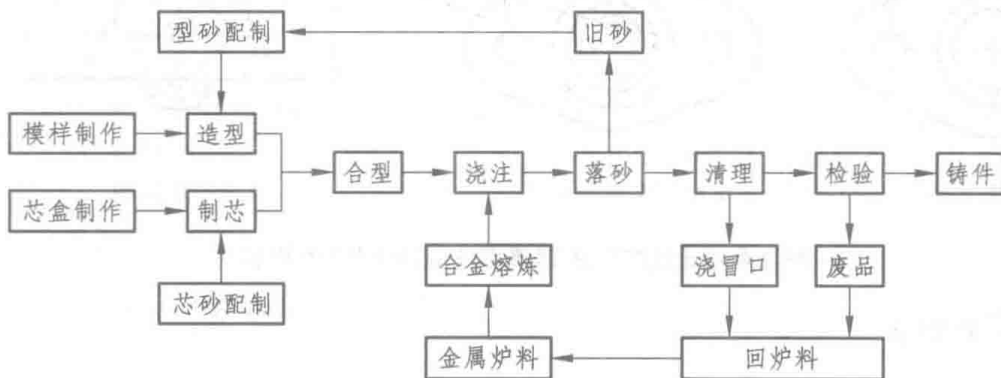 型砂配制
旧砂
模样制作
造型
合型
浇注
落砂
清理
检验
铸件
芯盒制作
制芯
合金熔炼
浇冒口
废品
芯砂配制
金属炉料
回炉料